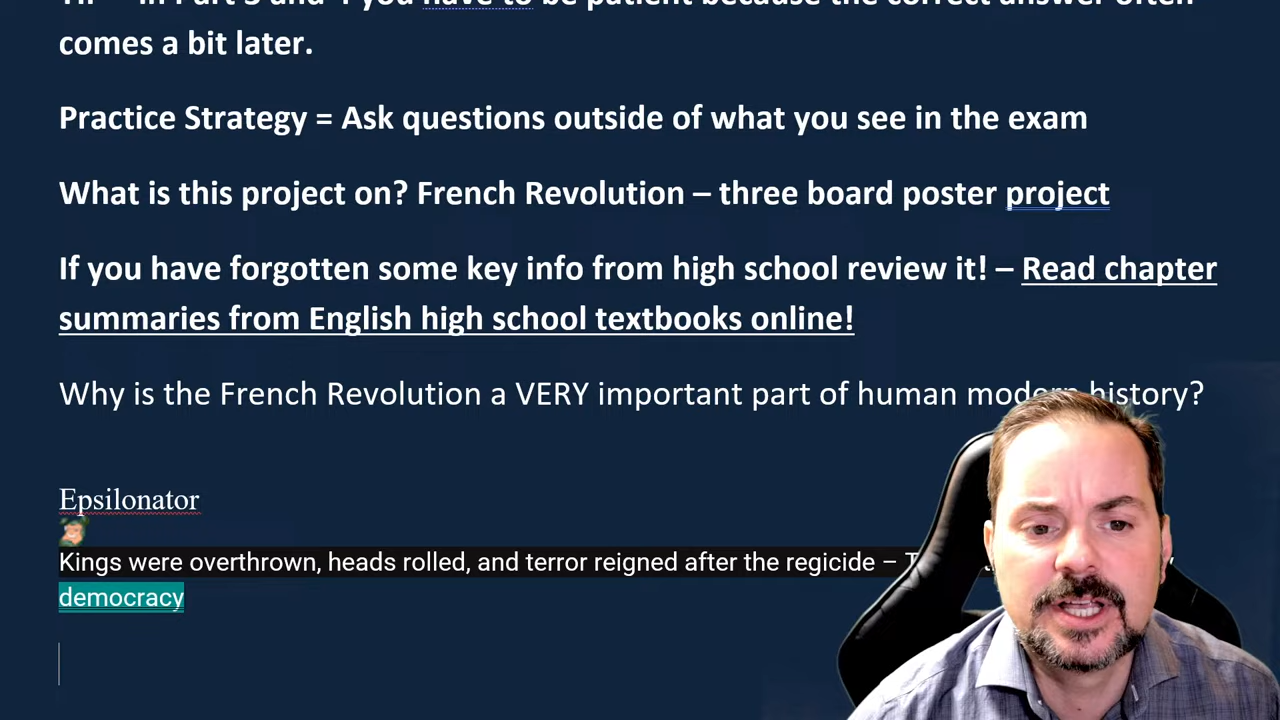 comes a bit later.
Practice Strategy = Ask questions outside of what you see in the exam
What is this project on? French Revolution – three board poster project
If you have forgotten some key info from high school review it! – Read chapter
summaries from English high school textbooks online!
Why is the French Revolution a VERY important part of human modern history?
Epsilonator
Kings were overthrown, heads rolled, and terror reigned after the regicide –
democracy